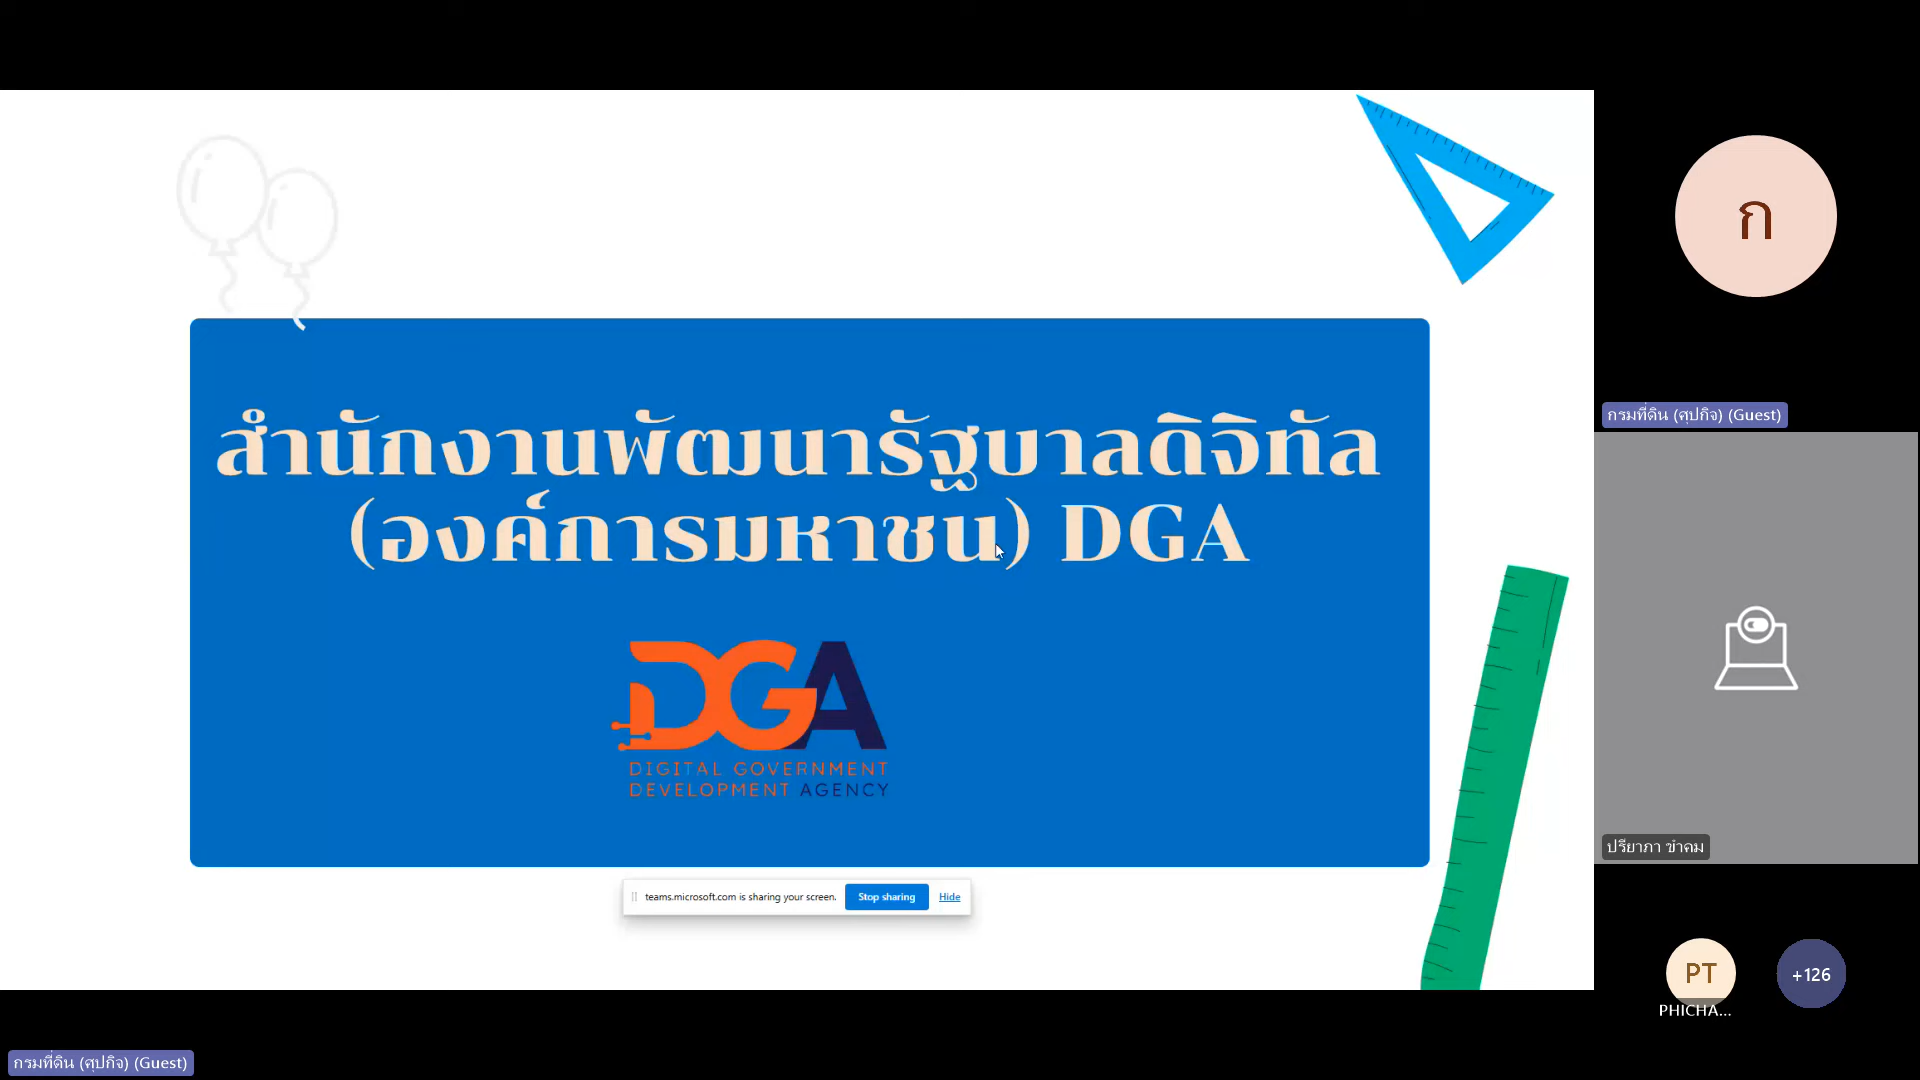 สำนักงานพัฒนารัฐบาลดิจิทัล
(องค์การมหาชน) DGA
DGA
DIGITAL GOVERNMENT
DEVELOPMENT AGENCY
teams.microsoft.com is sharing your screen. Stop sharing Hide
ก
กรมที่ดิน (ศุปกิจ) (Guest)
ปรียาภา ขำคม
PT
+126
PHICHA...
กรมที่ดิน (ศุปกิจ) (Guest)